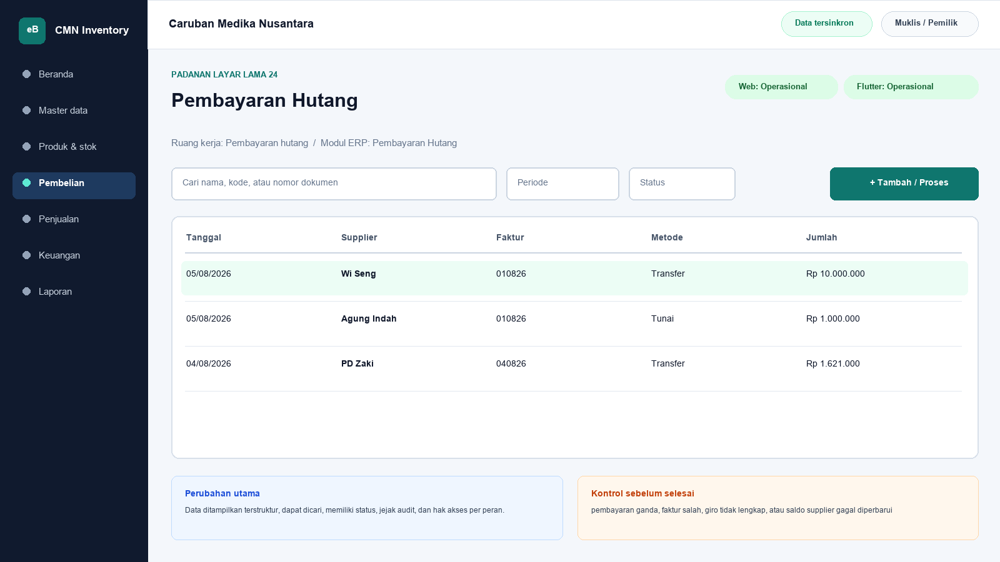 eB
CMN Inventory
Beranda
Master data
Produk & stok
Pembelian
Penjualan
Keuangan
Laporan
Caruban Medika Nusantara
Data tersinkron
Muklis / Pemilik
PADANAN LAYAR LAMA 24
Pembayaran Hutang
Web: Operasional
Flutter: Operasional
Ruang kerja: Pembayaran hutang / Modul ERP: Pembayaran Hutang
Cari nama, kode, atau nomor dokumen
Periode
Status
+ Tambah / Proses
Tanggal Supplier Faktur Metode Jumlah
05/08/2026 Wi Seng 010826 Transfer Rp 10.000.000
05/08/2026 Agung Indah 010826 Tunai Rp 1.000.000
04/08/2026 PD Zaki 040826 Transfer Rp 1.621.000
Perubahan utama
Data ditampilkan terstruktur, dapat dicari, memiliki status, jejak audit, dan hak akses per peran.
Kontrol sebelum selesai
pembayaran ganda, faktur salah, giro tidak lengkap, atau saldo supplier gagal diperbarui